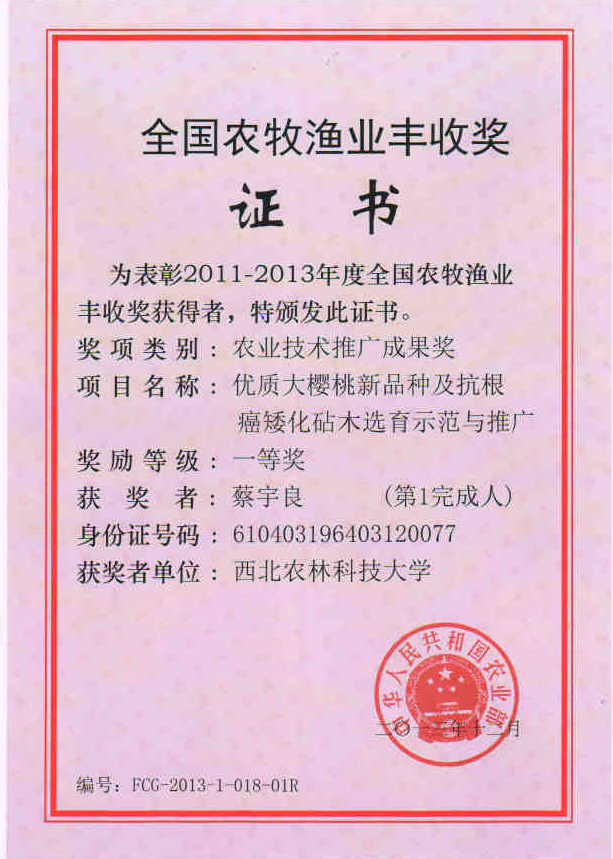 全国农牧渔业丰收奖
证 书
为表彰2011-2013年度全国农牧渔业
丰收奖获得者，特颁发此证书。
奖项类别：农业技术推广成果奖
项目名称：优质大樱桃新品种及抗根
癌矮化砧木选育示范与推广
奖励等级：一等奖
获 奖 者：蔡宇良 (第1完成人)
身份证号码：610403196403120077
获奖者单位：西北农林科技大学
中华人民共和国农业部
二〇一三年十二月
编号：FCG-2013-1-018-01R